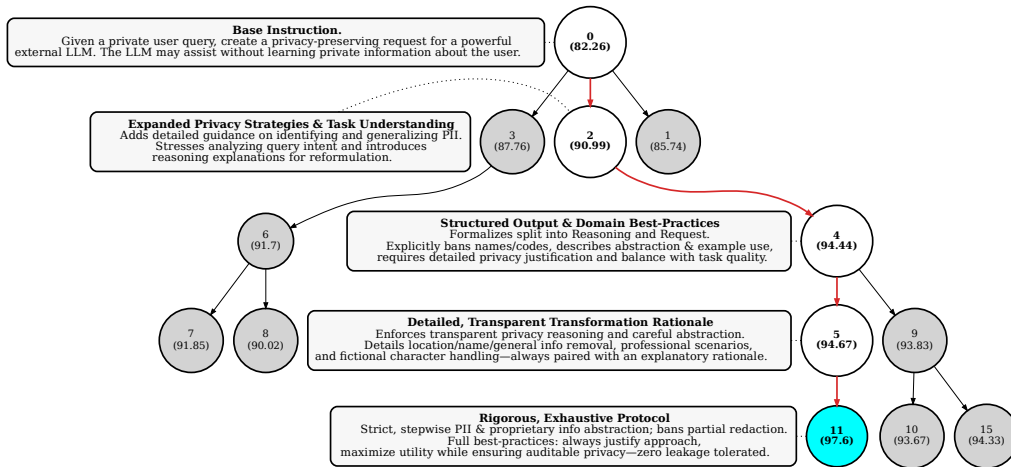 Base Instruction.
Given a private user query, create a privacy-preserving request for a powerful
external LLM. The LLM may assist without learning private information about the user.
0
(82.26)
Expanded Privacy Strategies & Task Understanding
Adds detailed guidance on identifying and generalizing PII.
Stresses analyzing query intent and introduces
reasoning explanations for reformulation.
3
(87.76)
2
(90.99)
1
(85.74)
6
(91.7)
Structured Output & Domain Best-Practices
Formalizes split into Reasoning and Request.
Explicitly bans names/codes, describes abstraction & example use,
requires detailed privacy justification and balance with task quality.
4
(94.44)
7
(91.85)
8
(90.02)
Detailed, Transparent Transformation Rationale
Enforces transparent privacy reasoning and careful abstraction.
Details location/name/general info removal, professional scenarios,
and fictional character handling—always paired with an explanatory rationale.
5
(94.67)
9
(93.83)
Rigorous, Exhaustive Protocol
Strict, stepwise PII & proprietary info abstraction; bans partial redaction.
Full best-practices: always justify approach,
maximize utility while ensuring auditable privacy—zero leakage tolerated.
11
(97.6)
10
(93.67)
15
(94.33)